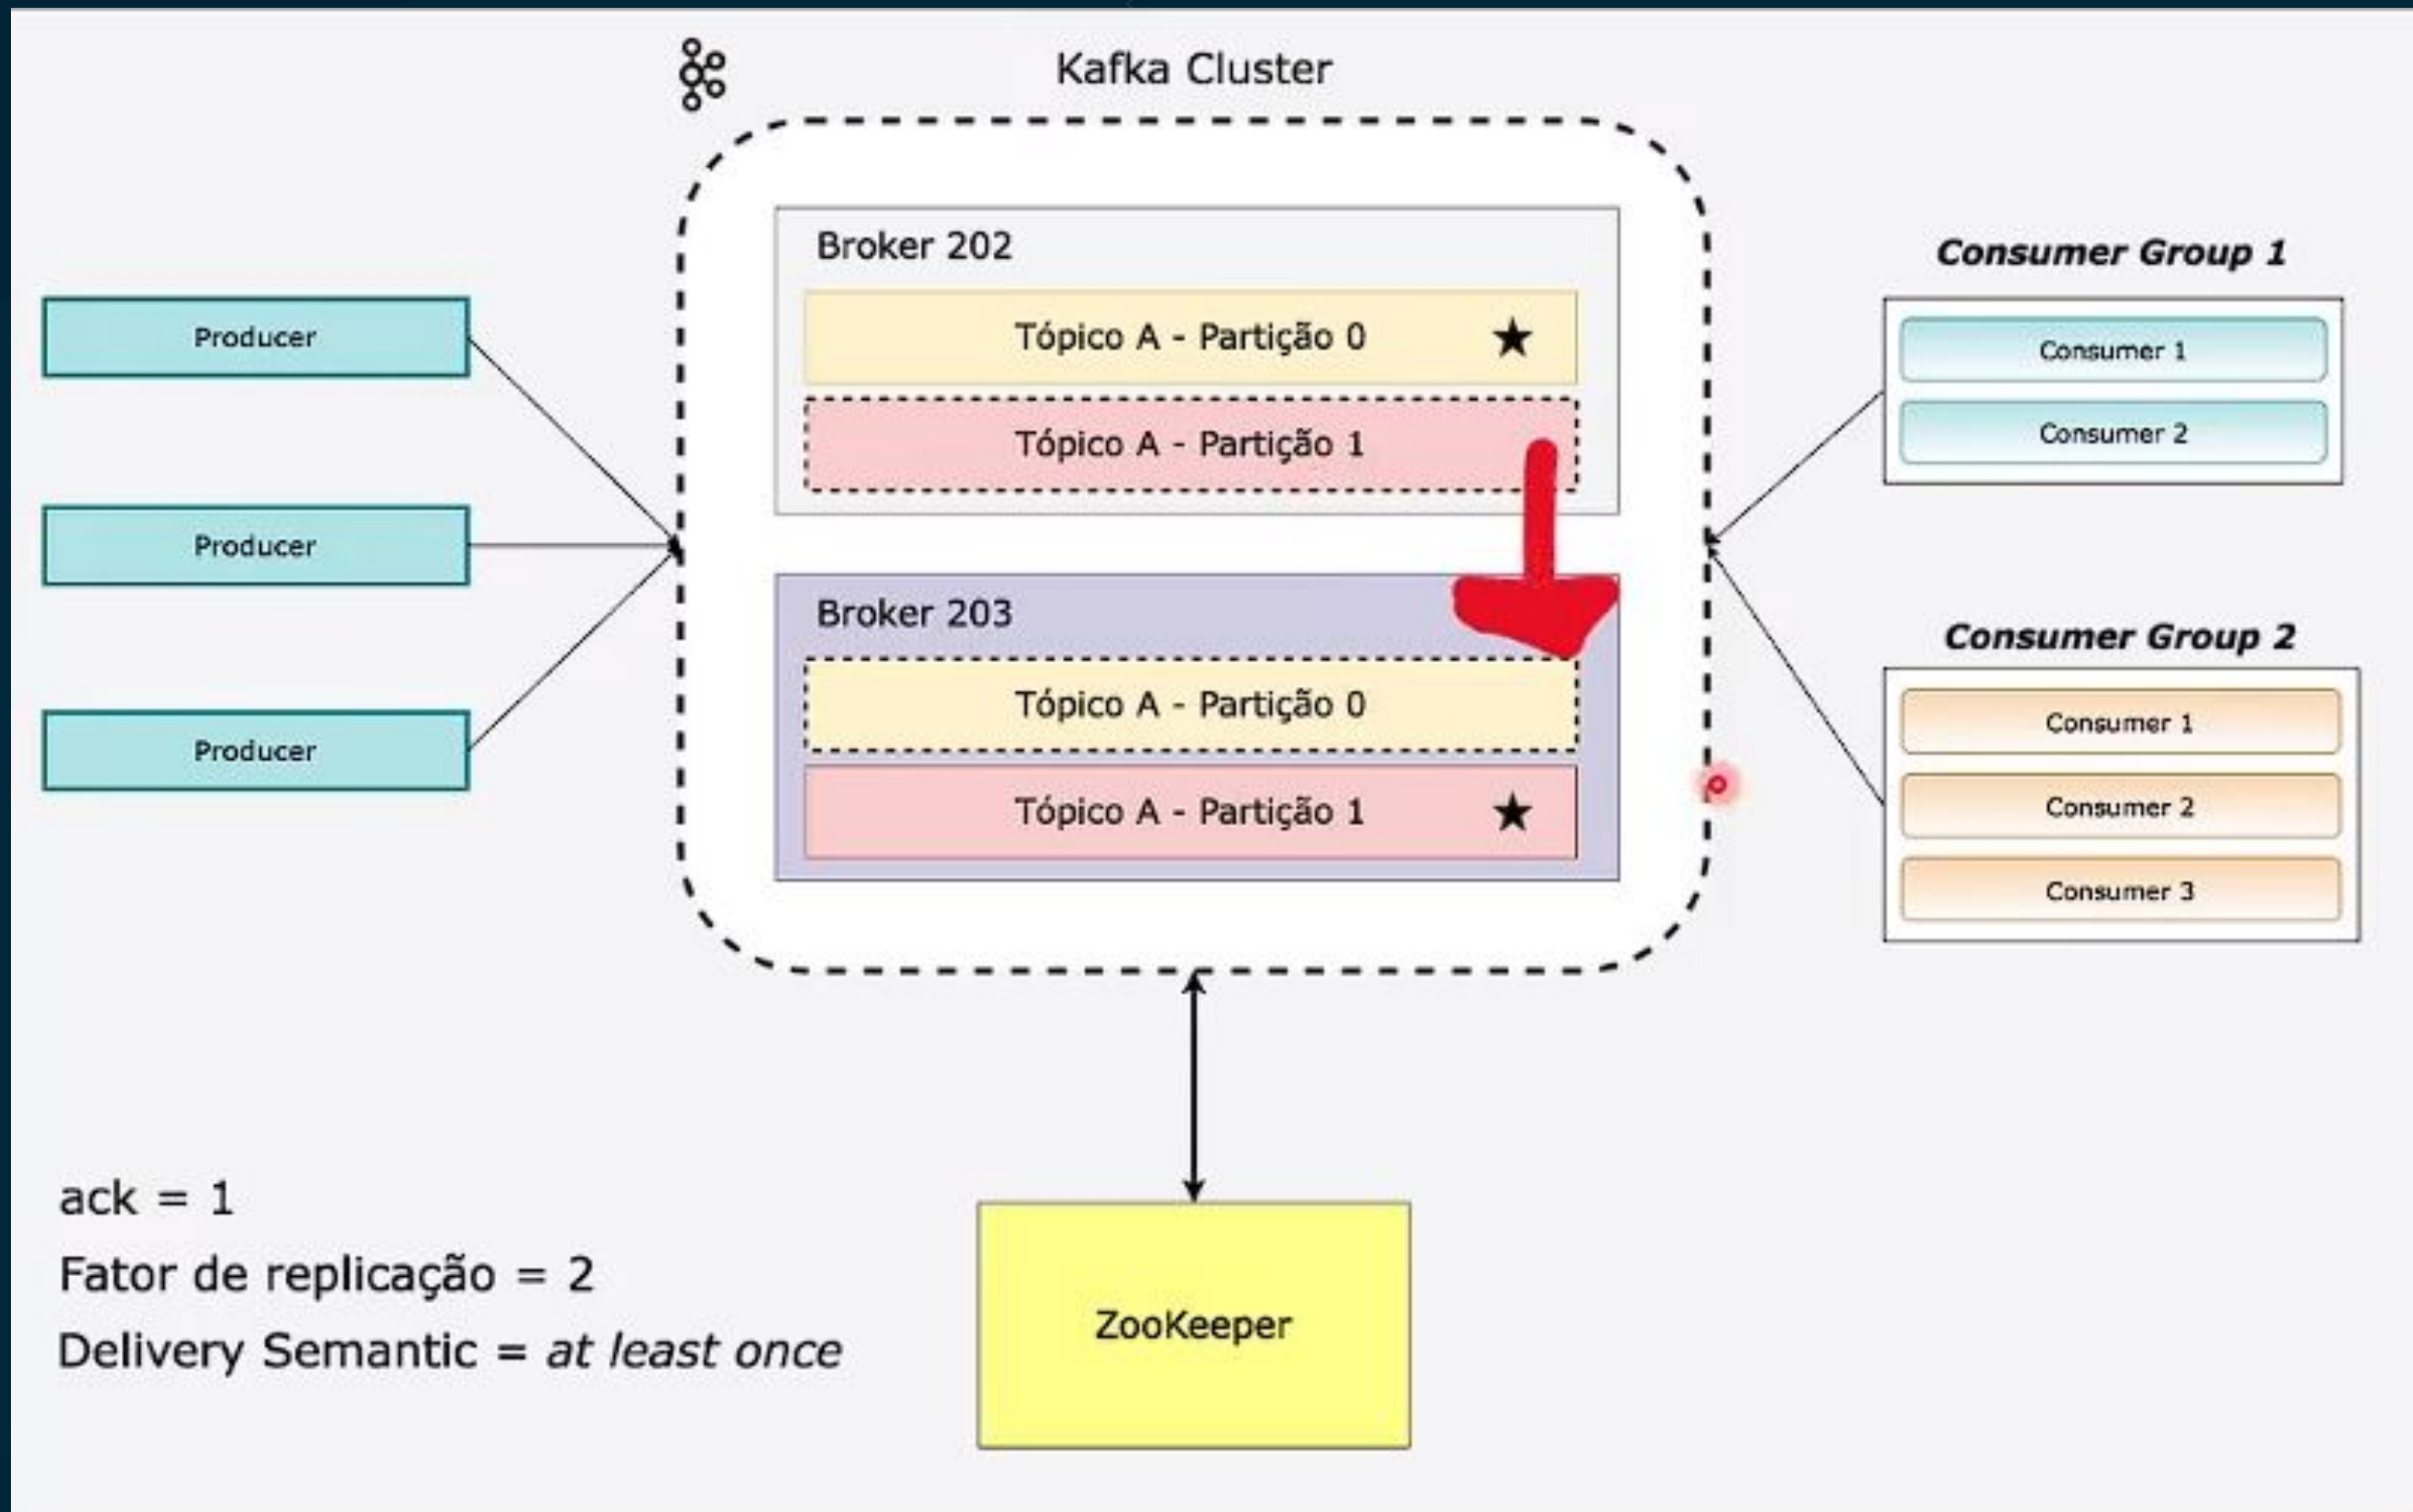 Kafka Cluster
Broker 202
Tópico A - Partição 0
Tópico A - Partição 1
Broker 203
Tópico A - Partição 0
Tópico A - Partição 1
Producer
Producer
Producer
Consumer Group 1
Consumer 1
Consumer 2
Consumer Group 2
Consumer 1
Consumer 2
Consumer 3
ack = 1
Fator de replicação = 2
Delivery Semantic = at least once
ZooKeeper